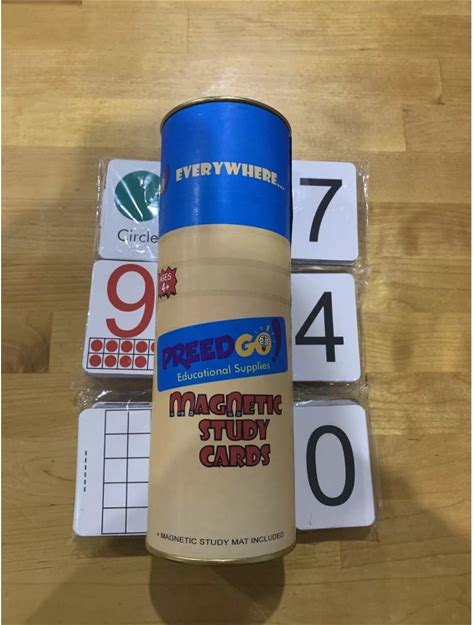 EVERYWHERE...
7
Circle
AGES
4+
9
4
PREEDGO!
Educational Supplies
MAGNETIC
STUDY
CARDS
0
• MAGNETIC STUDY MAT INCLUDED